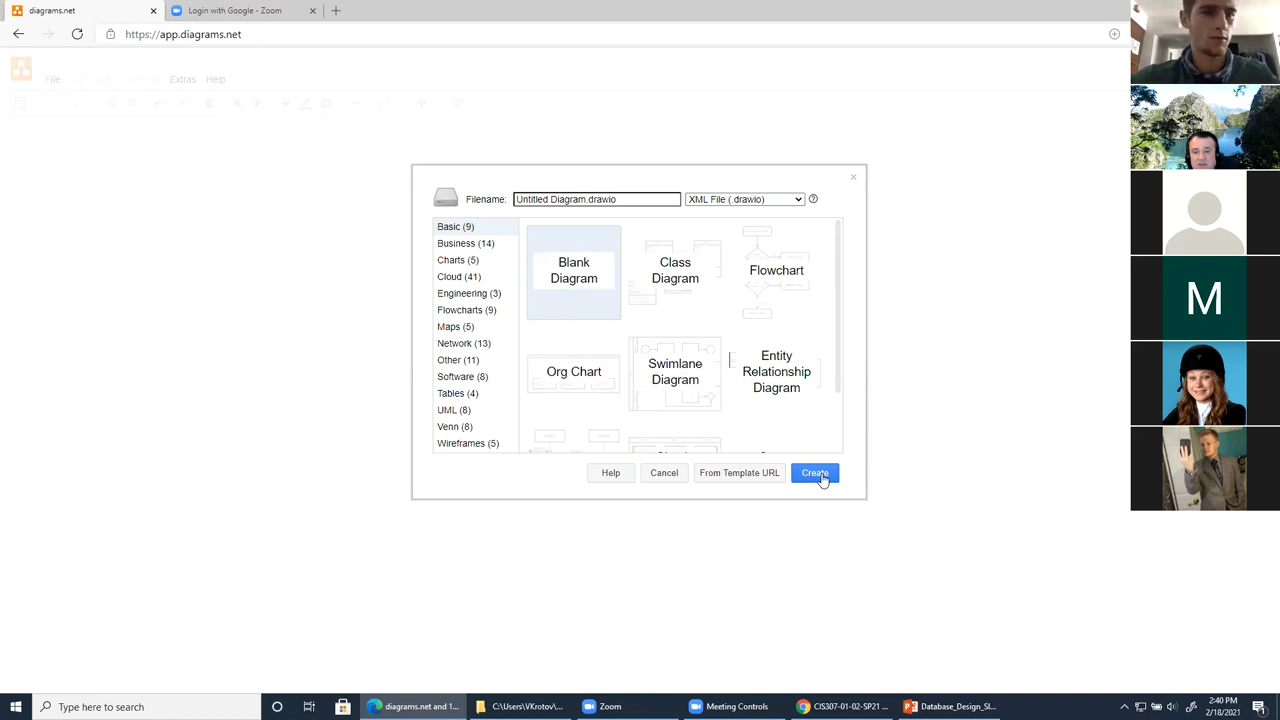 diagrams.net
Login with Google - Zoom
https://app.diagrams.net
File
Extras
Help
Filename:
Untitled Diagram.drawio
XML File (.drawio)
Basic (9)
Business (14)
Charts (5)
Cloud (41)
Engineering (3)
Flowcharts (9)
Maps (5)
Network (13)
Other (11)
Software (8)
Tables (4)
UML (8)
Venn (8)
Wireframes (5)
Blank
Diagram
Class
Diagram
Flowchart
Org Chart
Swimlane
Diagram
Entity
Relationship
Diagram
Help
Cancel
From Template URL
Create
M
Type here to search
diagrams.net and 1...
C:\Users\VKrotov\...
Zoom
Meeting Controls
CIS307-01-02-SP21 ...
Database_Design_Sl...
2:40 PM
2/18/2021